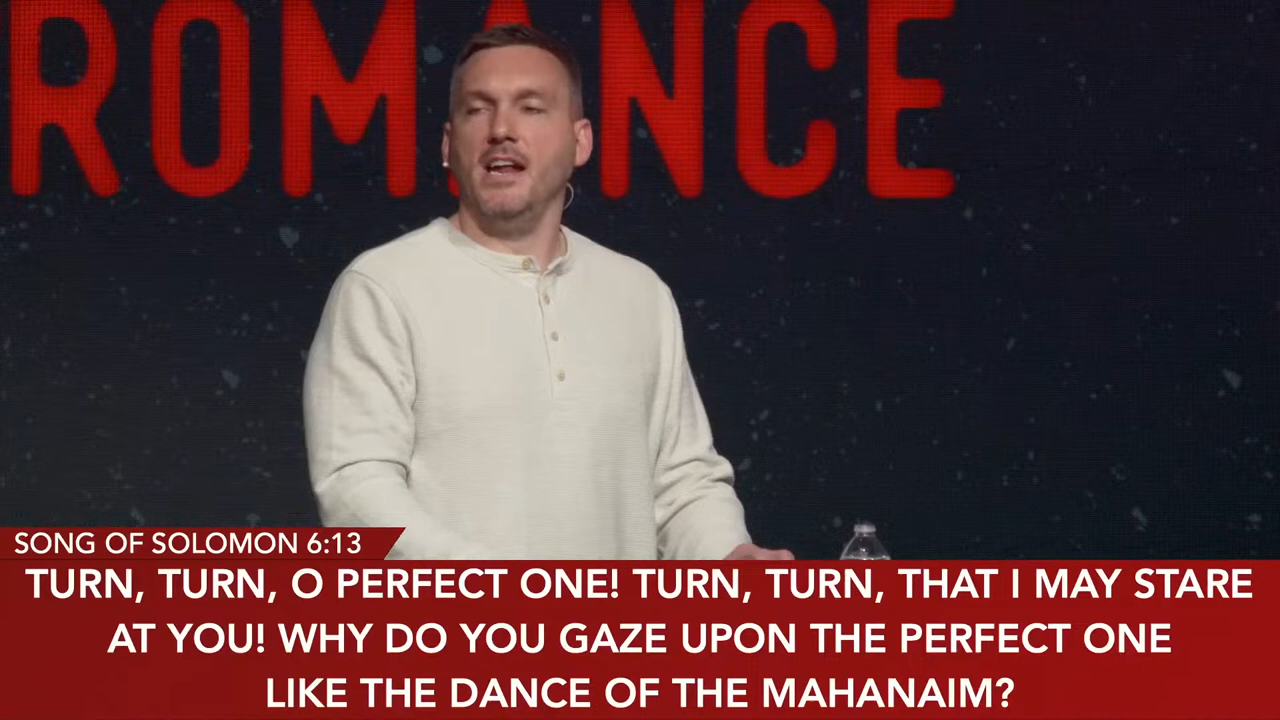 ROMANCE
SONG OF SOLOMON 6:13
TURN, TURN, O PERFECT ONE! TURN, TURN, THAT I MAY STARE
AT YOU! WHY DO YOU GAZE UPON THE PERFECT ONE
LIKE THE DANCE OF THE MAHANAIM?